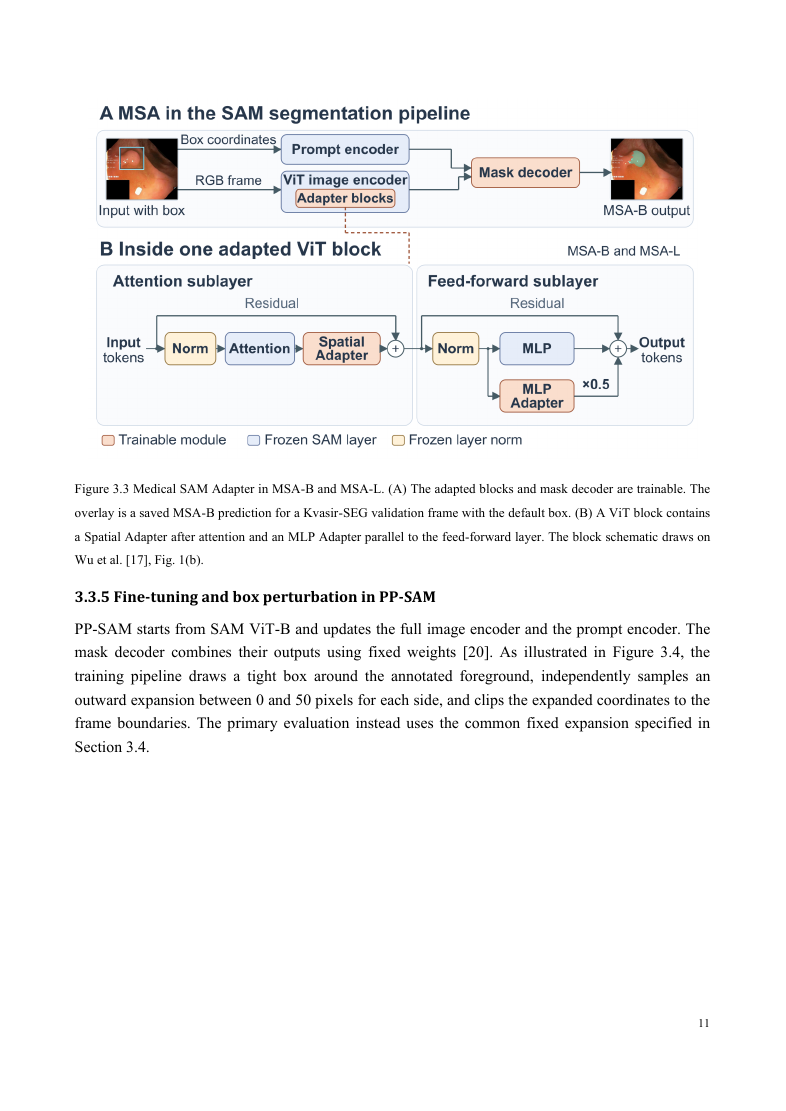 A MSA in the SAM segmentation pipeline
Box coordinates
Prompt encoder
RGB frame
ViT image encoder
Adapter blocks
Mask decoder
Input with box
MSA-B output
B Inside one adapted ViT block
MSA-B and MSA-L
Attention sublayer
Residual
Input
tokens
Norm
Attention
Spatial
Adapter
+
Feed-forward sublayer
Residual
Norm
MLP
MLP
Adapter
×0.5
+
Output
tokens
Trainable module
Frozen SAM layer
Frozen layer norm
Figure 3.3 Medical SAM Adapter in MSA-B and MSA-L. (A) The adapted blocks and mask decoder are trainable. The
overlay is a saved MSA-B prediction for a Kvasir-SEG validation frame with the default box. (B) A ViT block contains
a Spatial Adapter after attention and an MLP Adapter parallel to the feed-forward layer. The block schematic draws on
Wu et al. [17], Fig. 1(b).
3.3.5 Fine-tuning and box perturbation in PP-SAM
PP-SAM starts from SAM ViT-B and updates the full image encoder and the prompt encoder. The
mask decoder combines their outputs using fixed weights [20]. As illustrated in Figure 3.4, the
training pipeline draws a tight box around the annotated foreground, independently samples an
outward expansion between 0 and 50 pixels for each side, and clips the expanded coordinates to the
frame boundaries. The primary evaluation instead uses the common fixed expansion specified in
Section 3.4.
11